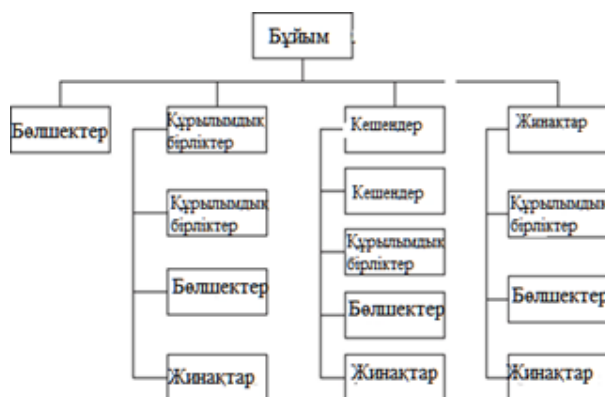 Бұйым
Бөлшектер
Құрылымдық
бірліктер
Құрылымдық
бірліктер
Бөлшектер
Жинақтар
Кешендер
Кешендер
Құрылымдық
бірліктер
Бөлшектер
Жинақтар
Жинақтар
Құрылымдық
бірліктер
Бөлшектер
Жинақтар